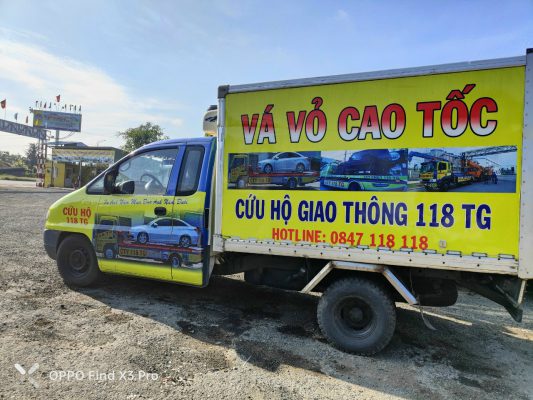 VÁ VỎ CAO TỐC
CỨU HỘ GIAO THÔNG 118 TG
HOTLINE: 0847 118 118
CỨU HỘ
118 TG
OPPO Find X3 Pro